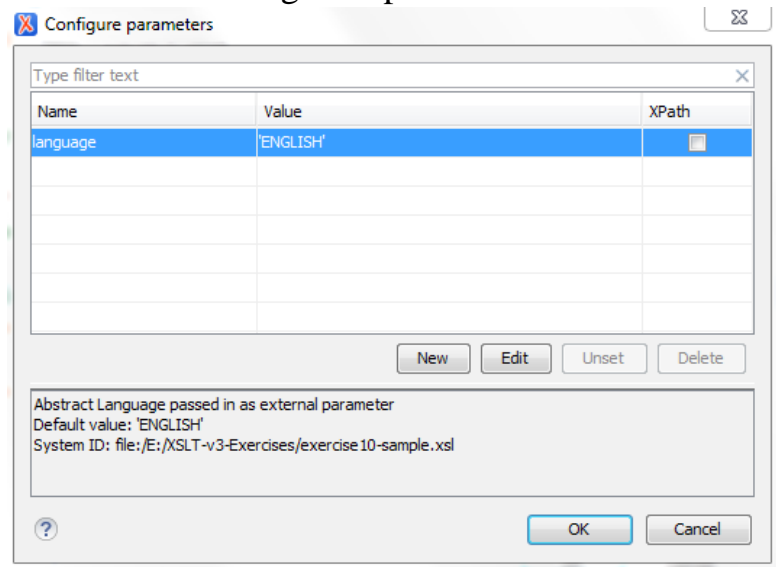 Configure parameters
Type filter text
Name Value XPath
language 'ENGLISH'
New Edit Unset Delete
Abstract Language passed in as external parameter
Default value: 'ENGLISH'
System ID: file:/E:/XSLT-v3-Exercises/exercise10-sample.xsl
? OK Cancel